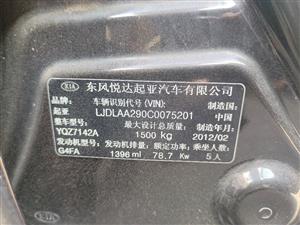 KIA 东风悦达起亚汽车有限公司
品牌： 车辆识别代号(VIN): 制造国：
起亚 LJDLAA290C0075201 中国
整车型号： 最大设计总质量： 制造年月：
YQZ7142A 1500 kg 2012/02
发动机型号： 发动机排量： 额定功率： 乘坐人数：
G4FA 1396 ml 78.7 Kw 5人
KIA